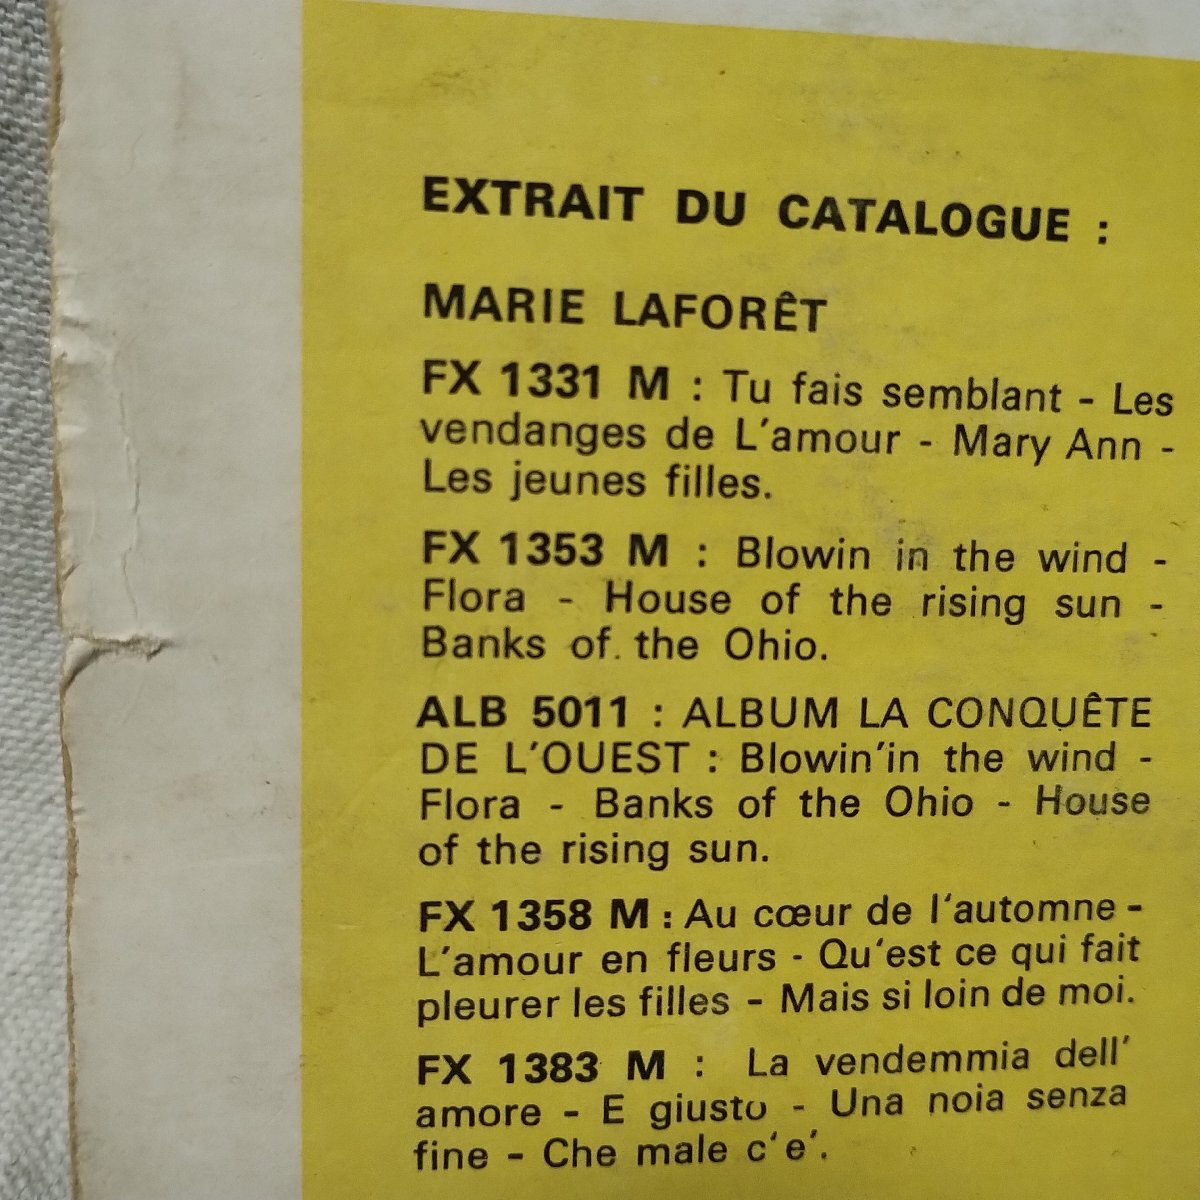 EXTRAIT DU CATALOGUE :
MARIE LAFORÊT
FX 1331 M : Tu fais semblant - Les
vendanges de L'amour - Mary Ann -
Les jeunes filles.
FX 1353 M : Blowin in the wind -
Flora - House of the rising sun -
Banks of the Ohio.
ALB 5011 : ALBUM LA CONQUÊTE
DE L'OUEST : Blowin'in the wind -
Flora - Banks of the Ohio - House
of the rising sun.
FX 1358 M : Au cœur de l'automne -
L'amour en fleurs - Qu'est ce qui fait
pleurer les filles - Mais si loin de moi.
FX 1383 M : La vendemmia dell'
amore - E giusto - Una noia senza
fine - Che male c'e'.